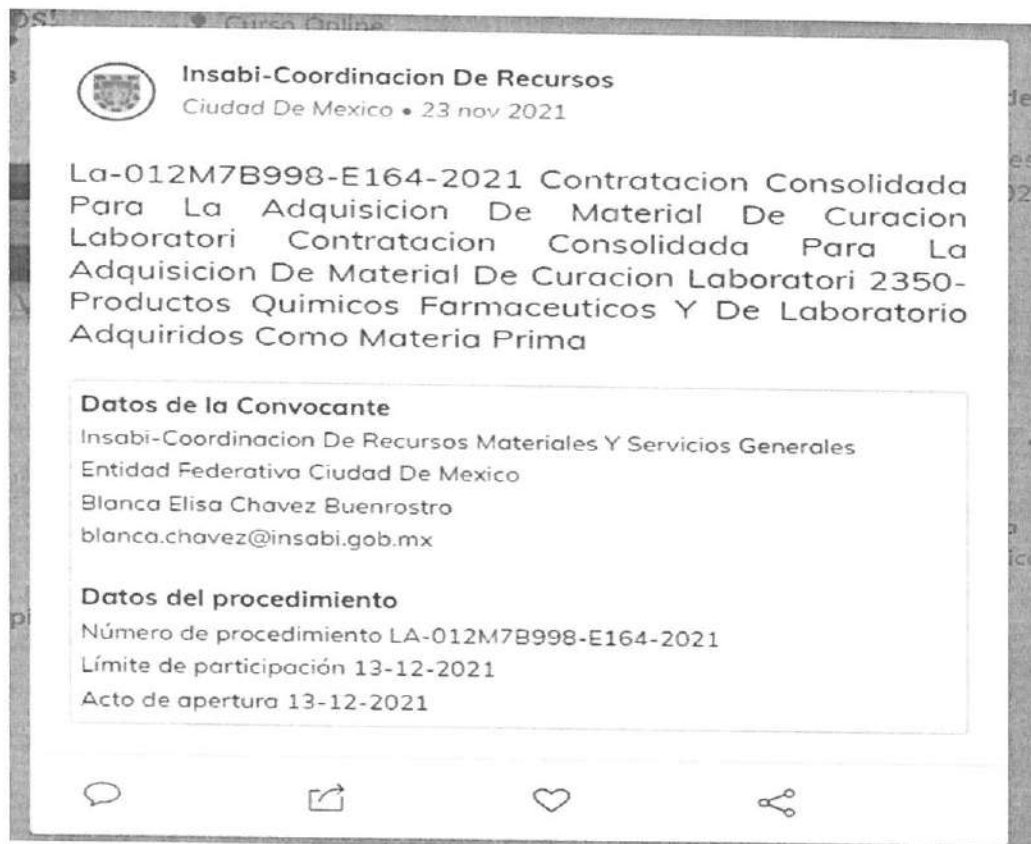 Curso Online
Insabi-Coordinacion De Recursos
Ciudad De Mexico • 23 nov 2021
La-012M7B998-E164-2021 Contratacion Consolidada
Para La Adquisicion De Material De Curacion
Laboratori Contratacion Consolidada Para La
Adquisicion De Material De Curacion Laboratori 2350-
Productos Quimicos Farmaceuticos Y De Laboratorio
Adquiridos Como Materia Prima
Datos de la Convocante
Insabi-Coordinacion De Recursos Materiales Y Servicios Generales
Entidad Federativa Ciudad De Mexico
Blanca Elisa Chavez Buenrostro
blanca.chavez@insabi.gob.mx
Datos del procedimiento
Número de procedimiento LA-012M7B998-E164-2021
Límite de participación 13-12-2021
Acto de apertura 13-12-2021